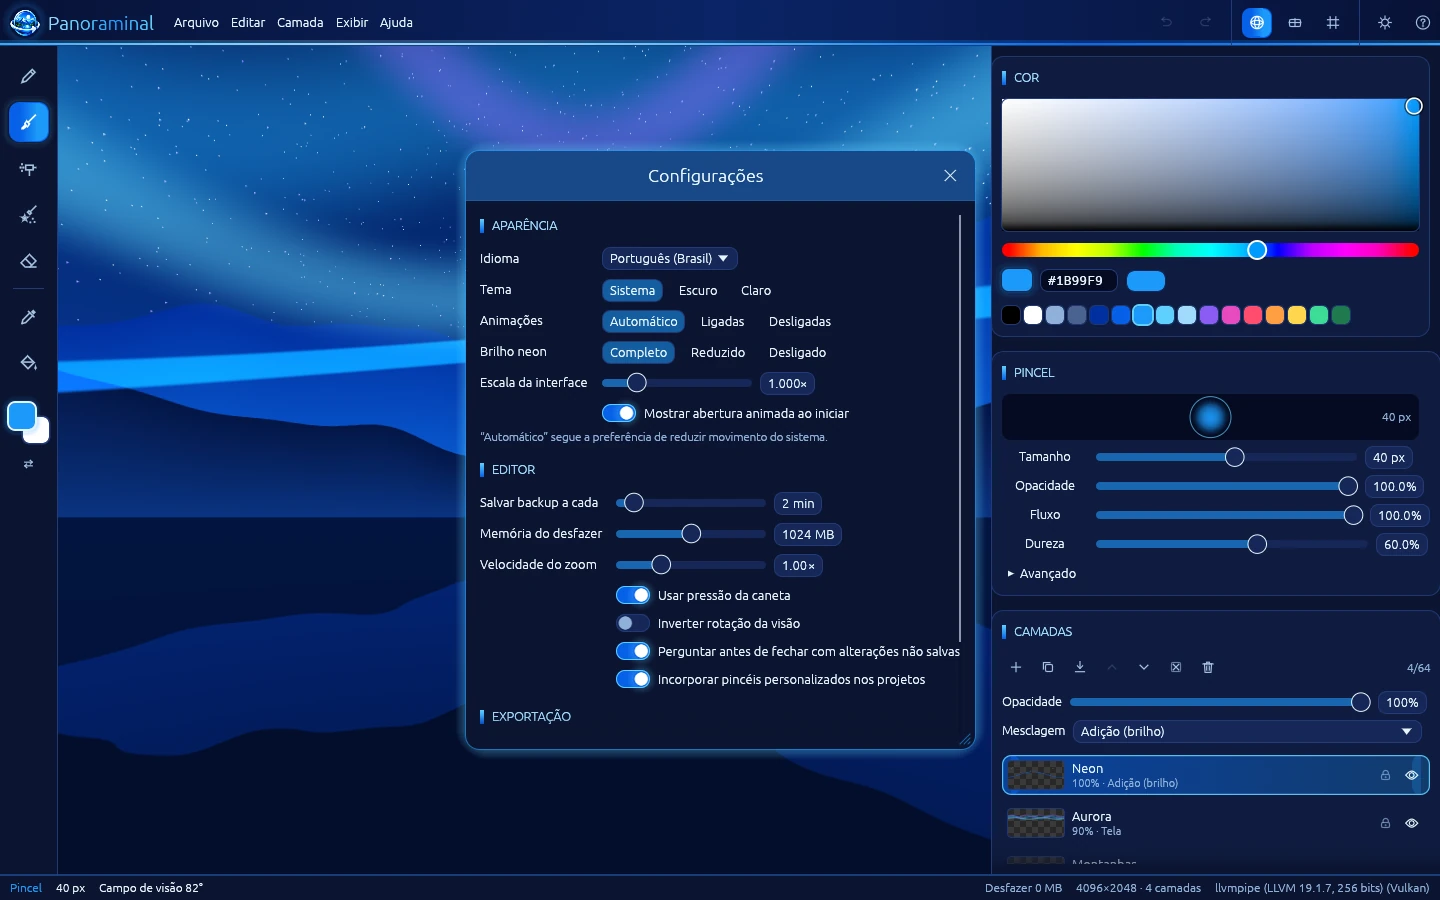 Panoraminal Arquivo Editar Camada Exibir Ajuda
Configurações
APARÊNCIA
Idioma Português (Brasil)
Tema Sistema Escuro Claro
Animações Automático Ligadas Desligadas
Brilho neon Completo Reduzido Desligado
Escala da interface 1.000×
Mostrar abertura animada ao iniciar
"Automático" segue a preferência de reduzir movimento do sistema.
EDITOR
Salvar backup a cada 2 min
Memória do desfazer 1024 MB
Velocidade do zoom 1.00×
Usar pressão da caneta
Inverter rotação da visão
Perguntar antes de fechar com alterações não salvas
Incorporar pincéis personalizados nos projetos
EXPORTAÇÃO
COR
#1B99F9
PINCEL
40 px
Tamanho 40 px
Opacidade 100.0%
Fluxo 100.0%
Dureza 60.0%
Avançado
CAMADAS
4/64
Opacidade 100%
Mesclagem Adição (brilho)
Neon
100% · Adição (brilho)
Aurora
90% · Tela
Montanhas
Pincel 40 px Campo de visão 82° Desfazer 0 MB 4096×2048 · 4 camadas llvmpipe (LLVM 19.1.7, 256 bits) (Vulkan)